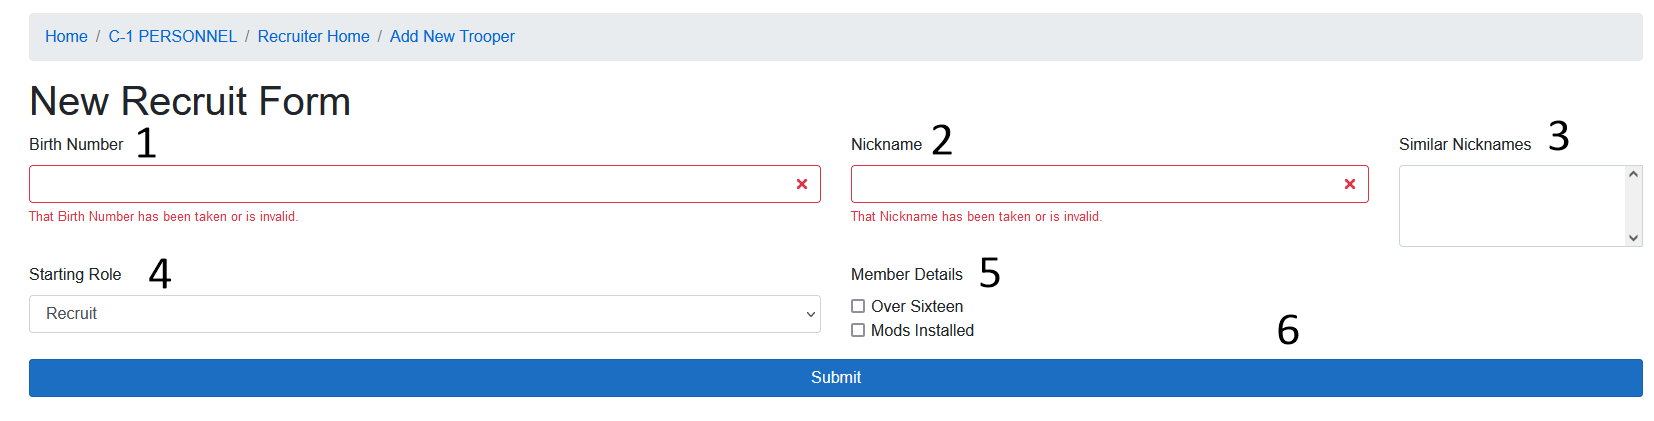 Home / C-1 PERSONNEL / Recruiter Home / Add New Trooper
New Recruit Form
Birth Number 1 Nickname 2 Similar Nicknames 3
That Birth Number has been taken or is invalid. That Nickname has been taken or is invalid.
Starting Role 4 Member Details 5
Recruit Over Sixteen
Mods Installed 6
Submit